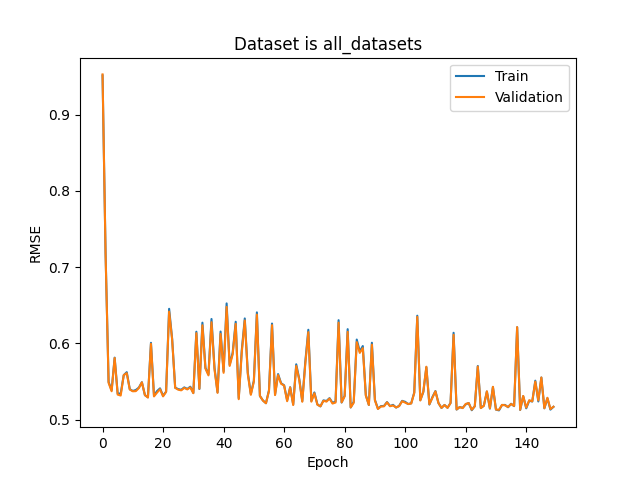 Dataset is all_datasets
Train
Validation
RMSE
0.9
0.8
0.7
0.6
0.5
0 20 40 60 80 100 120 140
Epoch